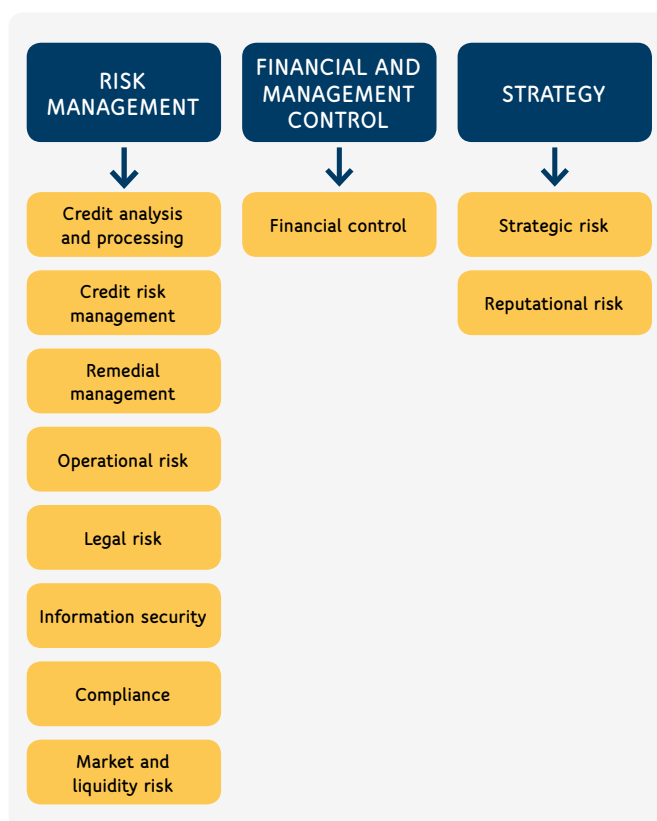 RISK
MANAGEMENT
FINANCIAL AND
MANAGEMENT
CONTROL
STRATEGY
Credit analysis
and processing
Credit risk
management
Remedial
management
Operational risk
Legal risk
Information security
Compliance
Market and
liquidity risk
Financial control
Strategic risk
Reputational risk